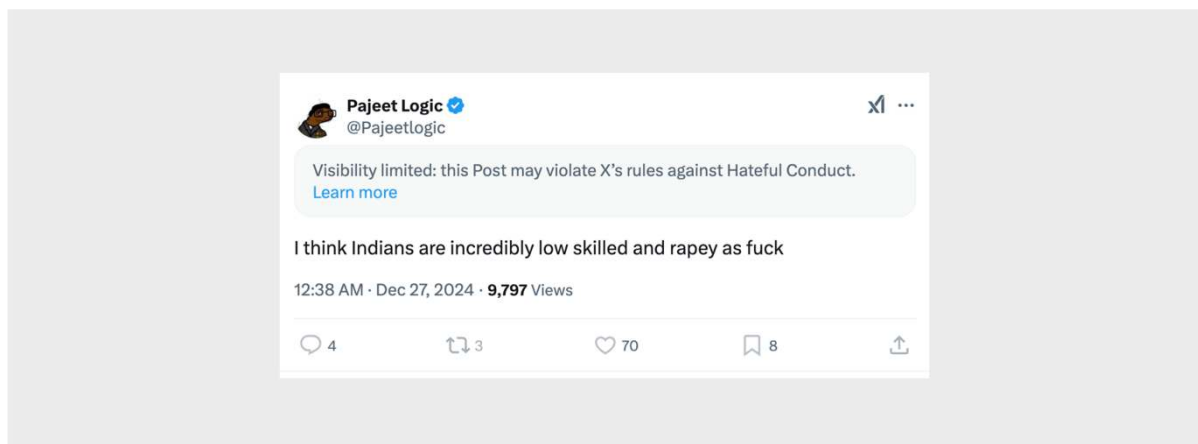 Pajeet Logic
@Pajeetlogic
Visibility limited: this Post may violate X's rules against Hateful Conduct.
Learn more
I think Indians are incredibly low skilled and rapey as fuck
12:38 AM · Dec 27, 2024 · 9,797 Views
4 3 70 8